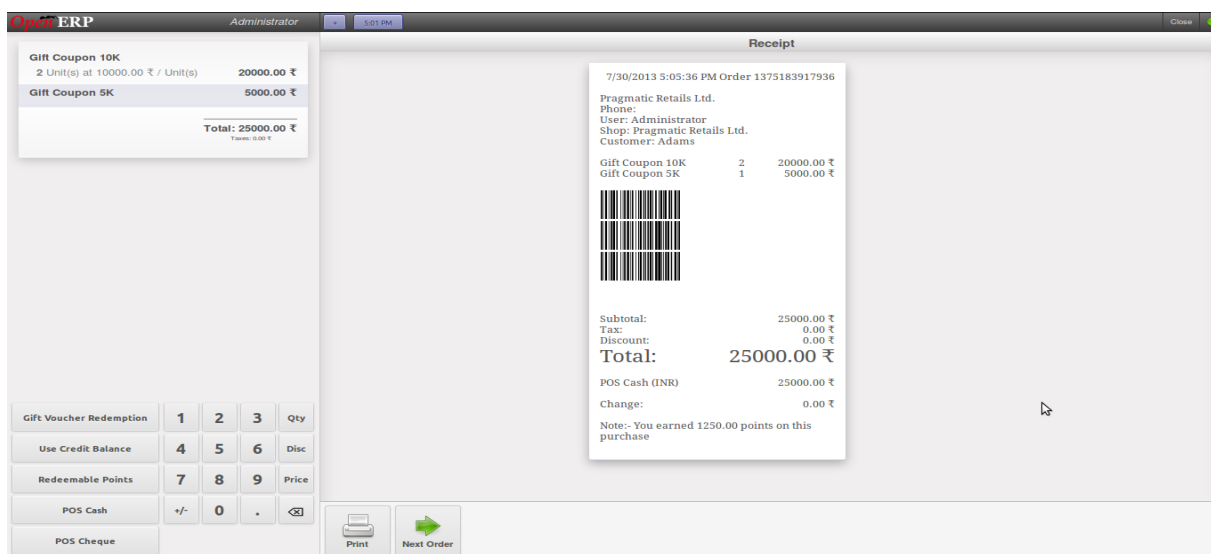 Open ERP Administrator + 5:01 PM Close
Receipt
Gift Coupon 10K
2 Unit(s) at 10000.00 ₹ / Unit(s) 20000.00 ₹
Gift Coupon 5K 5000.00 ₹
Total: 25000.00 ₹
Taxes: 0.00 ₹
7/30/2013 5:05:36 PM Order 1375183917936
Pragmatic Retails Ltd.
Phone:
User: Administrator
Shop: Pragmatic Retails Ltd.
Customer: Adams
Gift Coupon 10K 2 20000.00 ₹
Gift Coupon 5K 1 5000.00 ₹
Subtotal: 25000.00 ₹
Tax: 0.00 ₹
Discount: 0.00 ₹
Total: 25000.00 ₹
POS Cash (INR) 25000.00 ₹
Change: 0.00 ₹
Note:- You earned 1250.00 points on this
purchase
Gift Voucher Redemption 1 2 3 Qty
Use Credit Balance 4 5 6 Disc
Redeemable Points 7 8 9 Price
POS Cash +/- 0 .
POS Cheque
Print Next Order